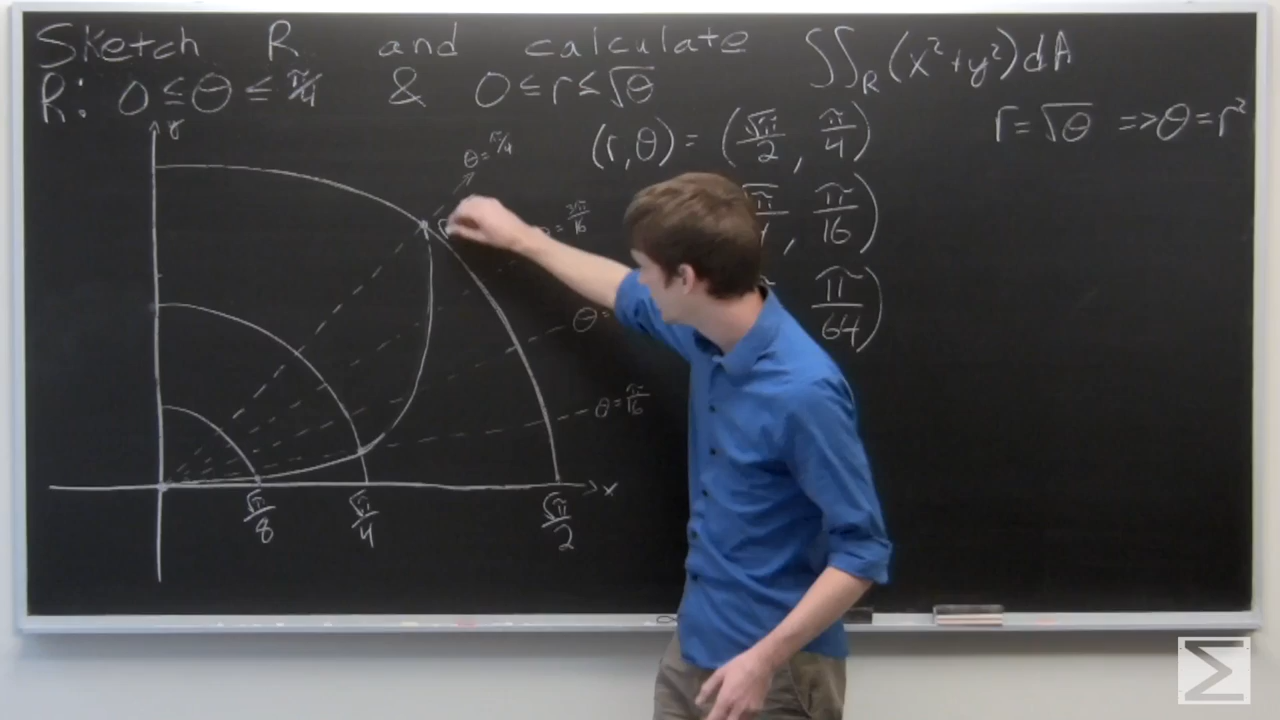 Sketch R and calculate ∬_R (x²+y²)dA
R: 0≤θ≤π/4 & 0≤r≤√θ
r=√θ ⇒θ=r²
(r,θ) = (√π/2, π/4)
π/16)
π/64)
y
θ=π/4
= 3π/16
θ=
θ=π/16
x
√π/8 √π/4 √π/2
Σ